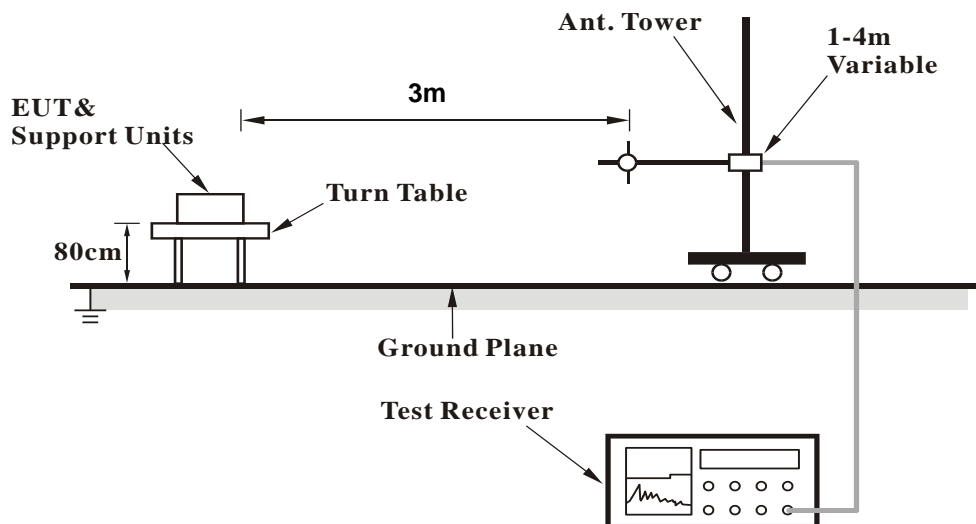 Ant. Tower
1-4m
Variable
3m
EUT&
Support Units
Turn Table
80cm
Ground Plane
Test Receiver